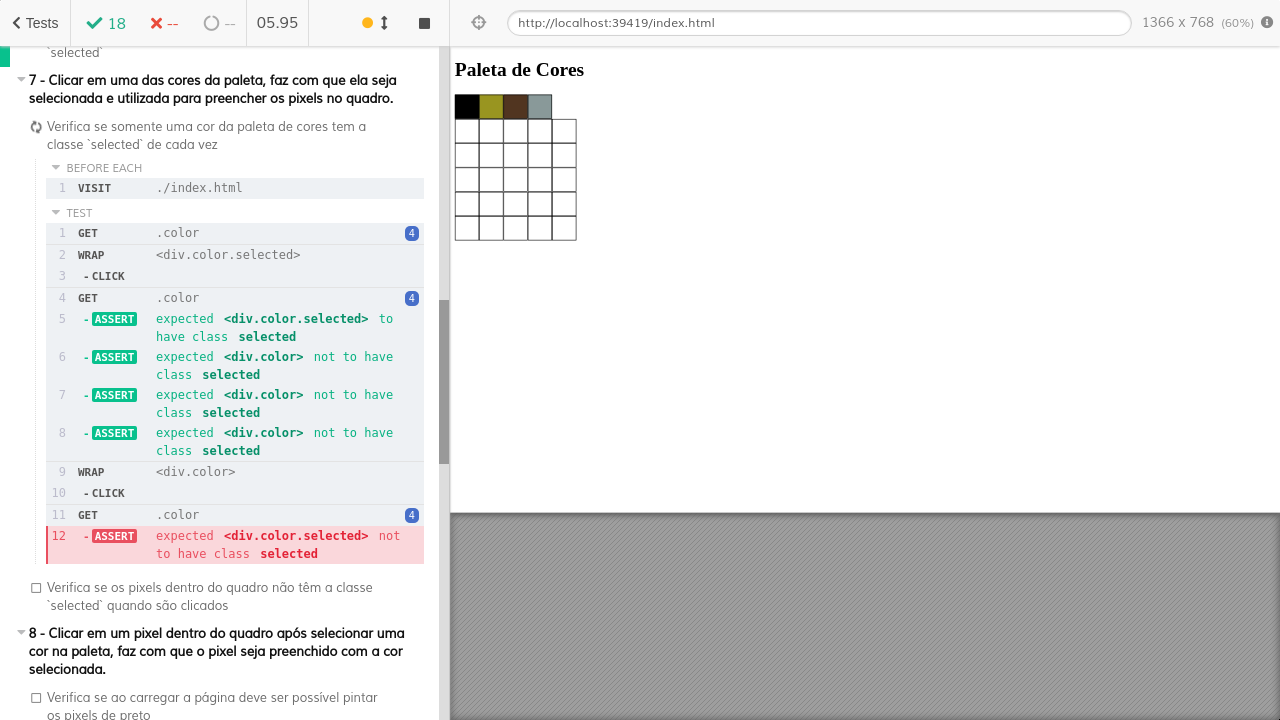 Tests
18
--
--
05.95
http://localhost:39419/index.html
1366 x 768 (60%)
`selected`
7 - Clicar em uma das cores da paleta, faz com que ela seja
selecionada e utilizada para preencher os pixels no quadro.
Verifica se somente uma cor da paleta de cores tem a
classe `selected` de cada vez
BEFORE EACH
1 VISIT ./index.html
TEST
1 GET .color 4
2 WRAP <div.color.selected>
3 -CLICK
4 GET .color 4
5 -ASSERT expected <div.color.selected> to
have class selected
6 -ASSERT expected <div.color> not to have
class selected
7 -ASSERT expected <div.color> not to have
class selected
8 -ASSERT expected <div.color> not to have
class selected
9 WRAP <div.color>
10 -CLICK
11 GET .color 4
12 -ASSERT expected <div.color.selected> not
to have class selected
Verifica se os pixels dentro do quadro não têm a classe
`selected` quando são clicados
8 - Clicar em um pixel dentro do quadro após selecionar uma
cor na paleta, faz com que o pixel seja preenchido com a cor
selecionada.
Verifica se ao carregar a página deve ser possível pintar
os pixels de preto
Paleta de Cores